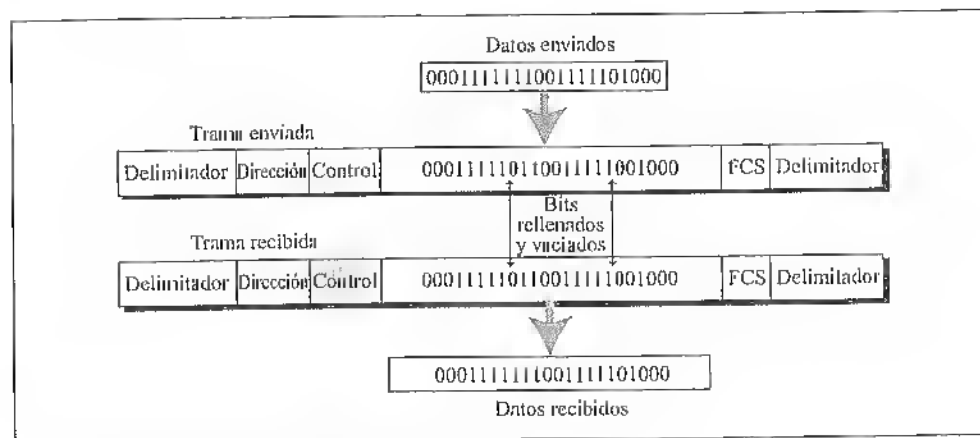 Datos enviados
0001111111001111101000
Trama enviada
Delimitador Dirección Control 000111110110011111001000 FCS Delimitador
Bits
rellenados
y vaciados
Trama recibida
Delimitador Dirección Control 000111110110011111001000 FCS Delimitador
0001111111001111101000
Datos recibidos